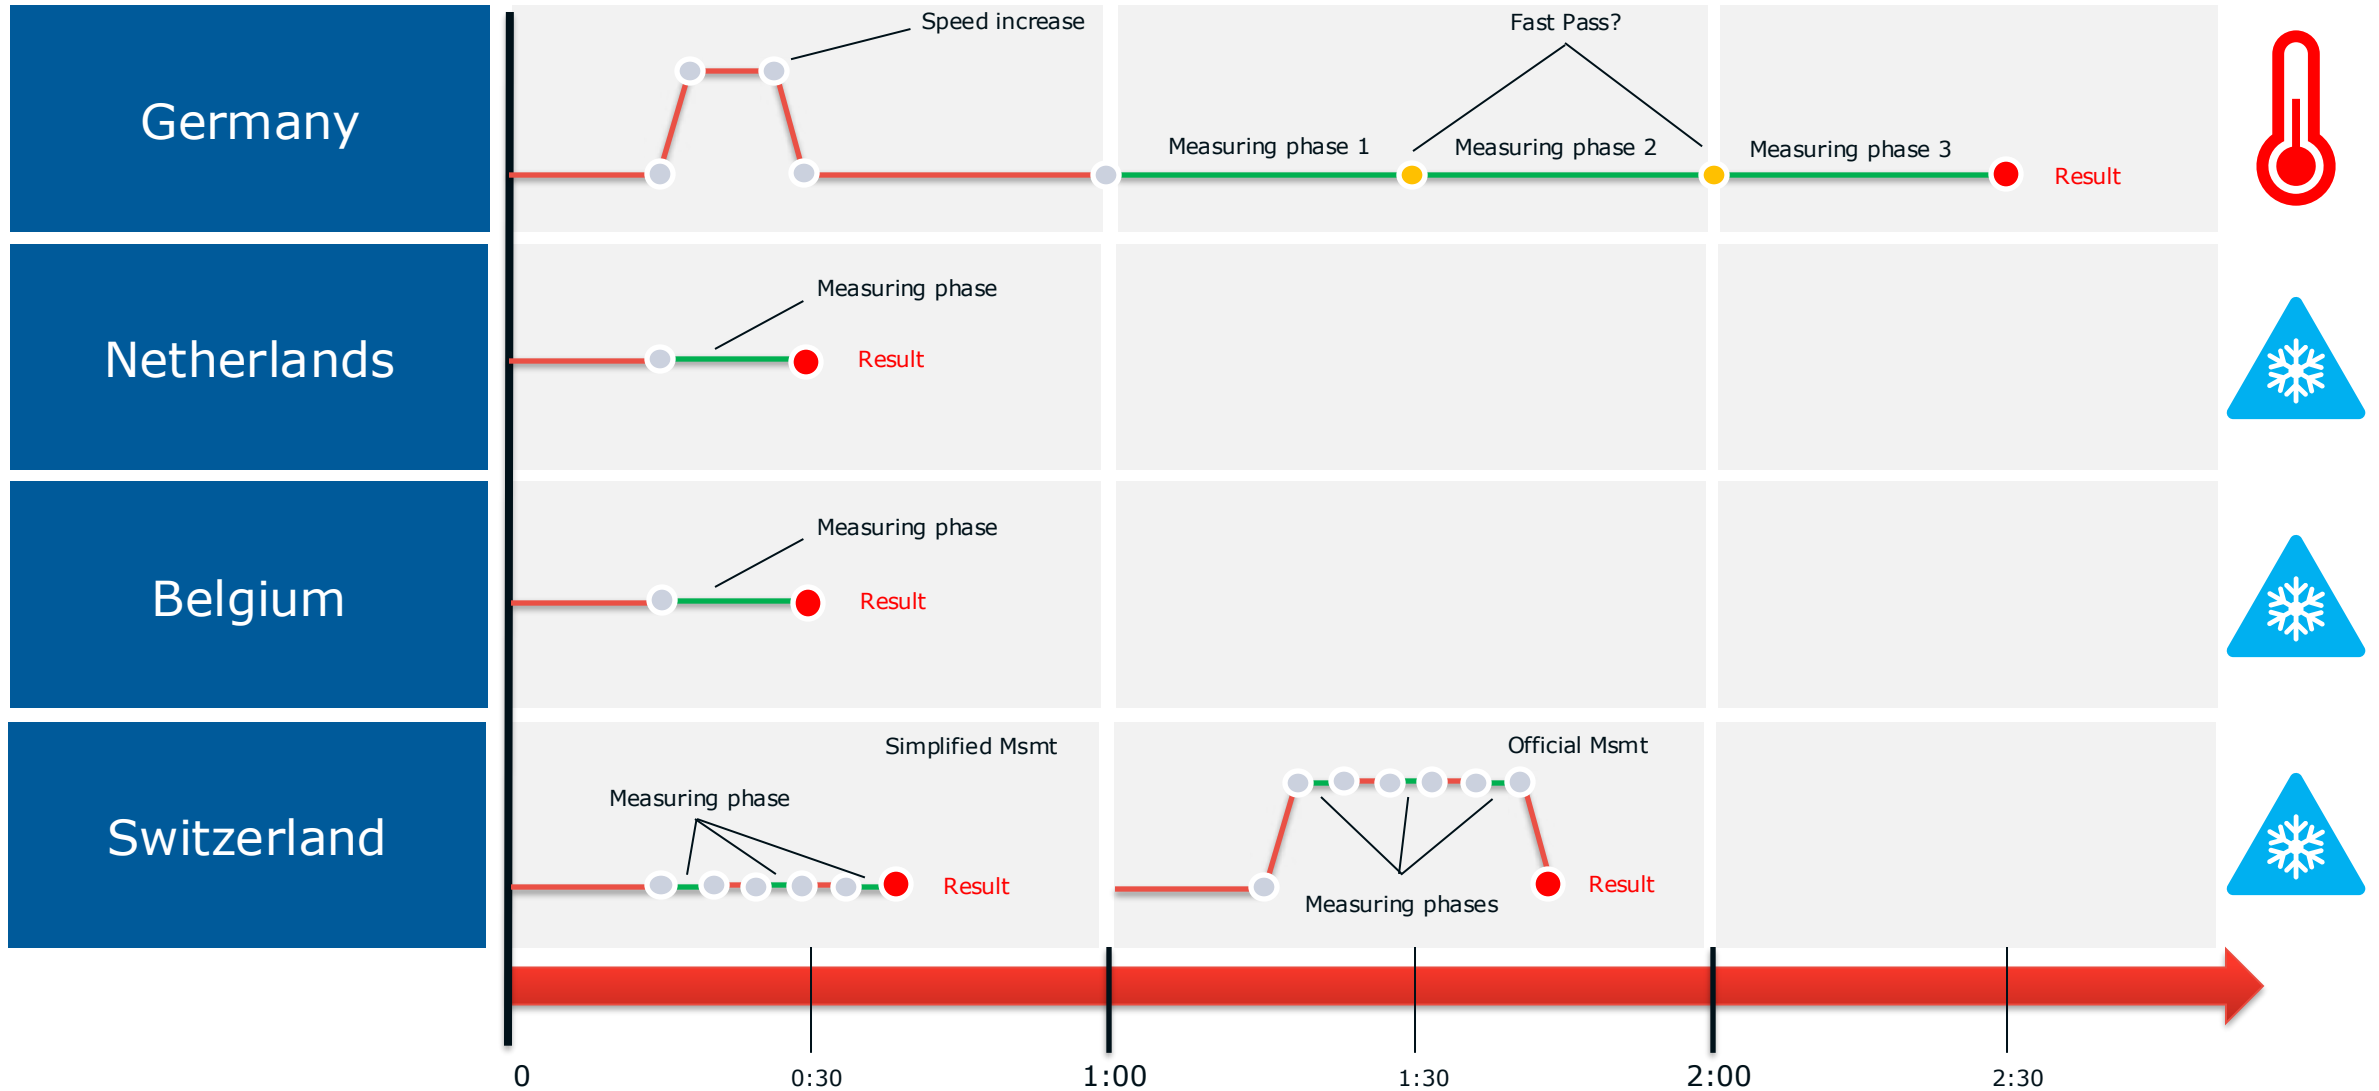 Germany
Speed increase
Fast Pass?
Measuring phase 1
Measuring phase 2
Measuring phase 3
Result
Netherlands
Measuring phase
Result
Belgium
Measuring phase
Result
Switzerland
Simplified Msmt
Measuring phase
Result
Official Msmt
Measuring phases
Result
0
0:30
1:00
1:30
2:00
2:30